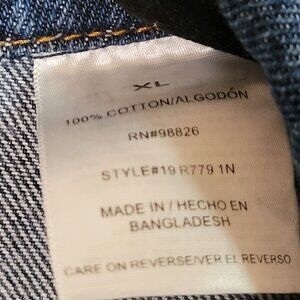 XL
100% COTTON/ALGODÓN
RN#98826
STYLE#19 R779 1N
MADE IN / HECHO EN
BANGLADESH
CARE ON REVERSE/VER EL REVERSO